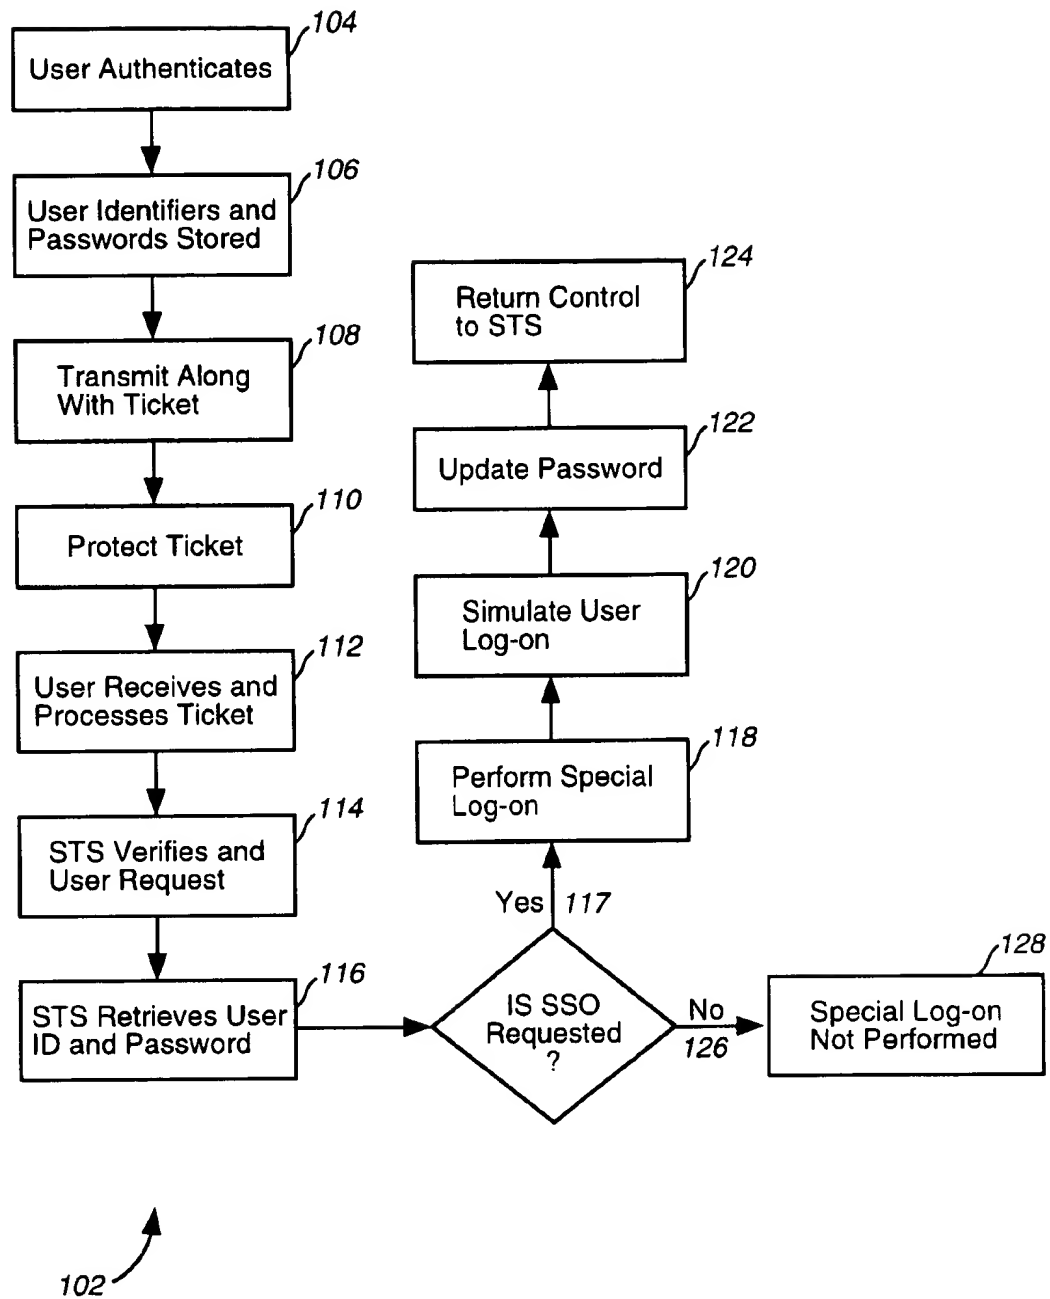 104
User Authenticates
106
User Identifiers and
Passwords Stored
108
Transmit Along
With Ticket
110
Protect Ticket
112
User Receives and
Processes Ticket
114
STS Verifies and
User Request
116
STS Retrieves User
ID and Password
IS SSO
Requested
?
Yes 117
118
Perform Special
Log-on
120
Simulate User
Log-on
122
Update Password
124
Return Control
to STS
No
126
128
Special Log-on
Not Performed
102